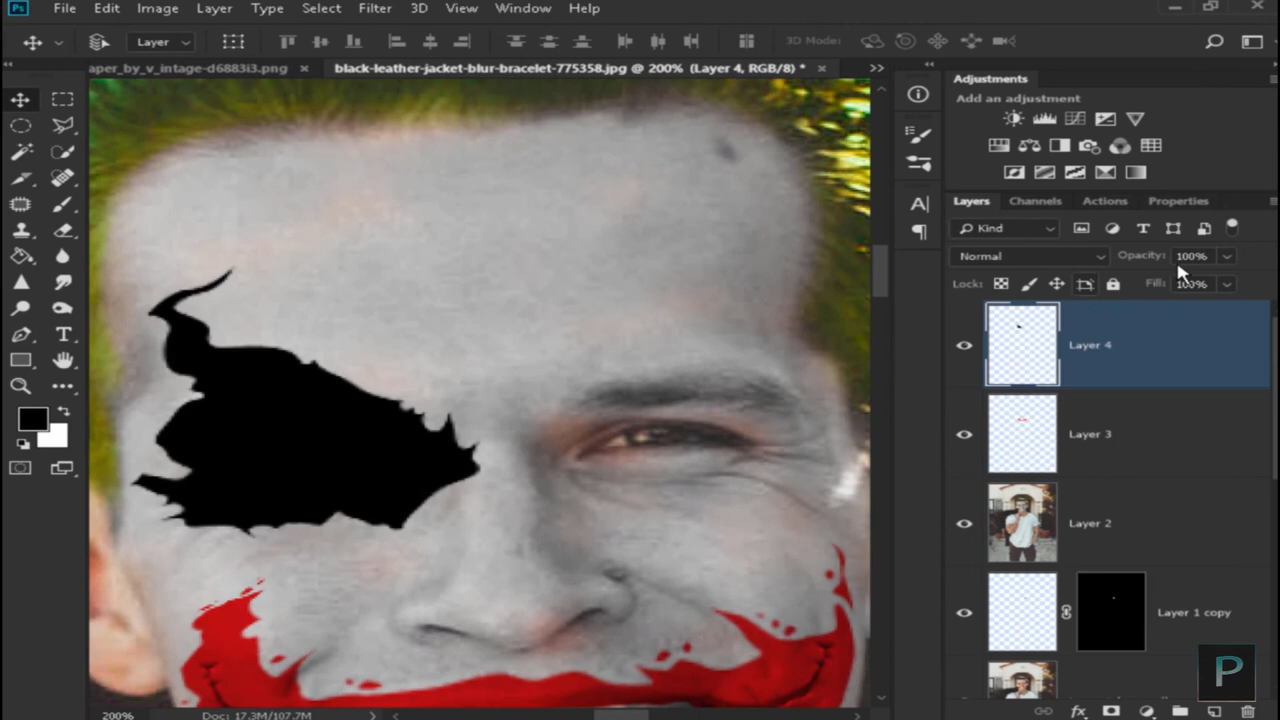 Ps File Edit Image Layer Type Select Filter 3D View Window Help
Layer 3D Mode:
aper_by_v_intage-d6883i3.png × black-leather-jacket-blur-bracelet-775358.jpg @ 200% (Layer 4, RGB/8) * ×
Adjustments
Add an adjustment
Layers Channels Actions Properties
Kind
Normal Opacity: 100%
Lock: Fill: 100%
Layer 4
Layer 3
Layer 2
Layer 1 copy
P
200% Doc: 17.3M/107.7M
fx